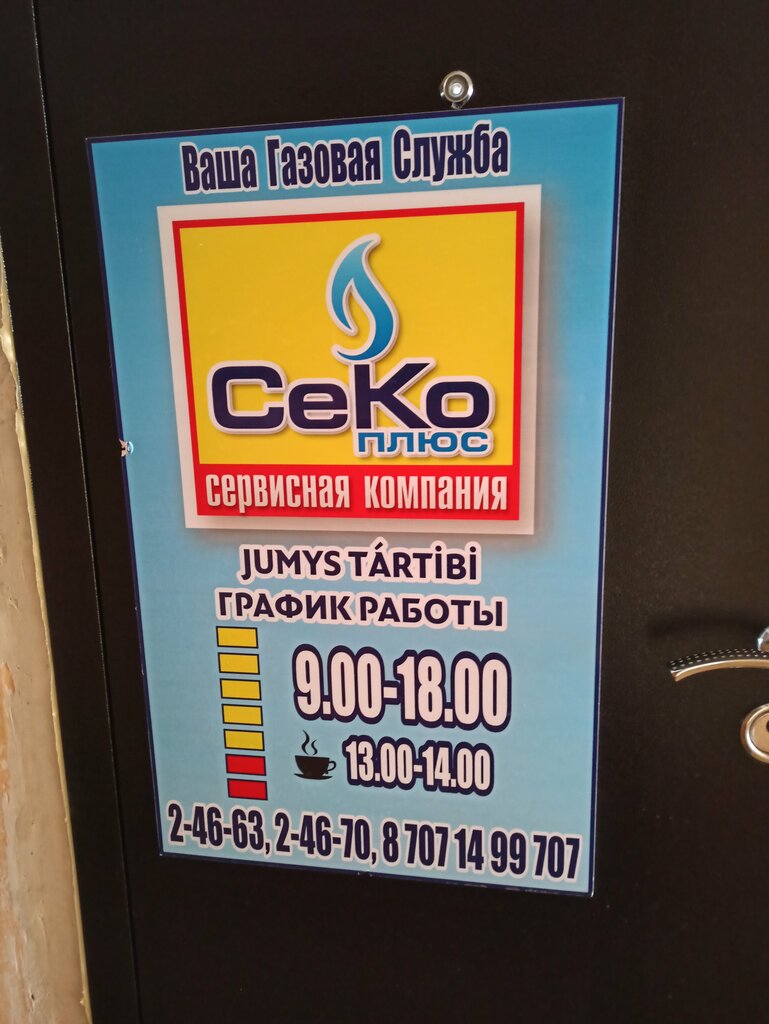 Ваша Газовая Служба
СеКо
плюс
сервисная компания
JUMYS TÁRTİBİ
ГРАФИК РАБОТЫ
9.00-18.00
13.00-14.00
2-46-63, 2-46-70, 8 707 14 99 707